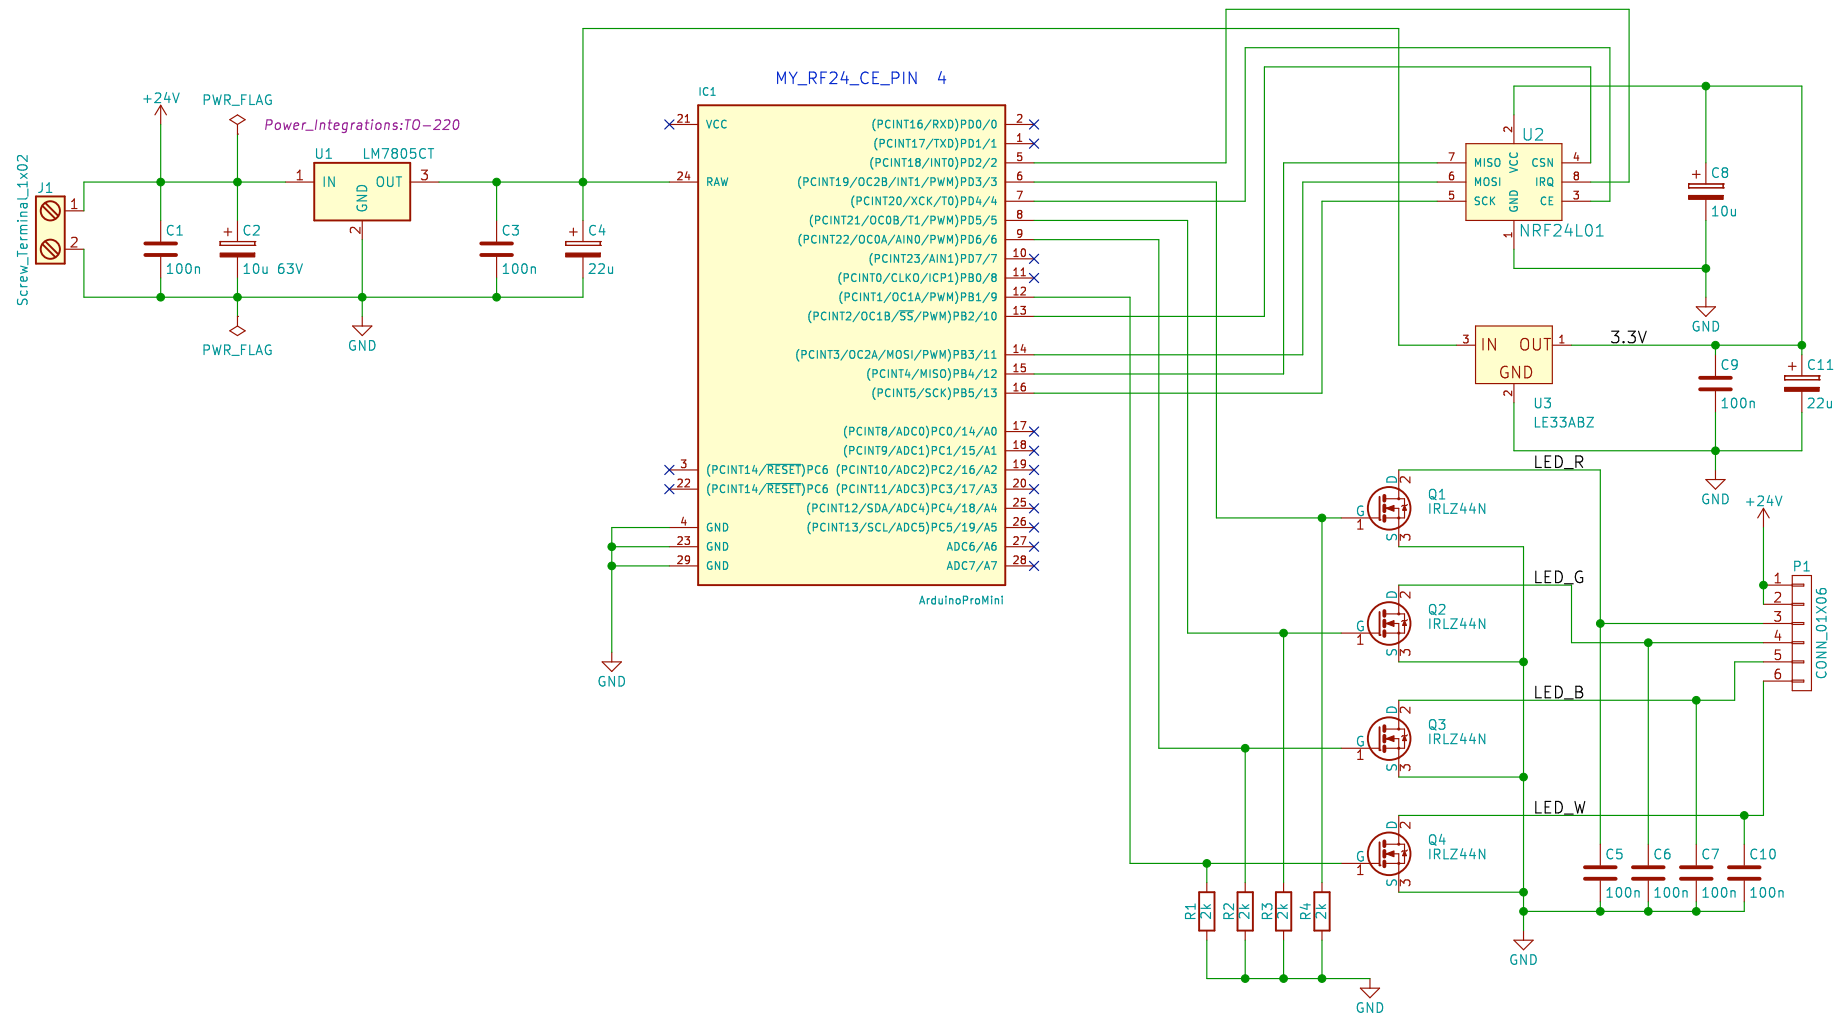 MY_RF24_CE_PIN 4
+24V
PWR_FLAG
Power_Integrations:TO-220
Screw_Terminal_1x02
J1
1
2
C1
100n
C2
10u 63V
PWR_FLAG
U1
LM7805CT
1
IN
OUT
3
GND
2
GND
C3
100n
C4
22u
IC1
21
VCC
24
RAW
3
(PCINT14/RESET)PC6
22
(PCINT14/RESET)PC6
4
GND
23
GND
29
GND
GND
(PCINT16/RXD)PD0/0
2
(PCINT17/TXD)PD1/1
1
(PCINT18/INT0)PD2/2
5
(PCINT19/OC2B/INT1/PWM)PD3/3
6
(PCINT20/XCK/T0)PD4/4
7
(PCINT21/OC0B/T1/PWM)PD5/5
8
(PCINT22/OC0A/AIN0/PWM)PD6/6
9
(PCINT23/AIN1)PD7/7
10
(PCINT0/CLKO/ICP1)PB0/8
11
(PCINT1/OC1A/PWM)PB1/9
12
(PCINT2/OC1B/SS/PWM)PB2/10
13
(PCINT3/OC2A/MOSI/PWM)PB3/11
14
(PCINT4/MISO)PB4/12
15
(PCINT5/SCK)PB5/13
16
(PCINT8/ADC0)PC0/14/A0
17
(PCINT9/ADC1)PC1/15/A1
18
(PCINT10/ADC2)PC2/16/A2
19
(PCINT11/ADC3)PC3/17/A3
20
(PCINT12/SDA/ADC4)PC4/18/A4
25
(PCINT13/SCL/ADC5)PC5/19/A5
26
ADC6/A6
27
ADC7/A7
28
ArduinoProMini
U2
2
VCC
7
MISO
6
MOSI
5
SCK
CSN
4
IRQ
8
CE
3
GND
1
NRF24L01
C8
10u
GND
3
IN
OUT
1
GND
2
U3
LE33ABZ
3.3V
C9
100n
C11
22u
GND
LED_R
D
2
G
1
S
3
Q1
IRLZ44N
LED_G
D
2
G
1
S
3
Q2
IRLZ44N
LED_B
D
2
G
1
S
3
Q3
IRLZ44N
LED_W
D
2
G
1
S
3
Q4
IRLZ44N
+24V
P1
1
2
3
4
5
6
CONN_01X06
C5
100n
C6
100n
C7
100n
C10
100n
GND
R1
2k
R2
2k
R3
2k
R4
2k
GND